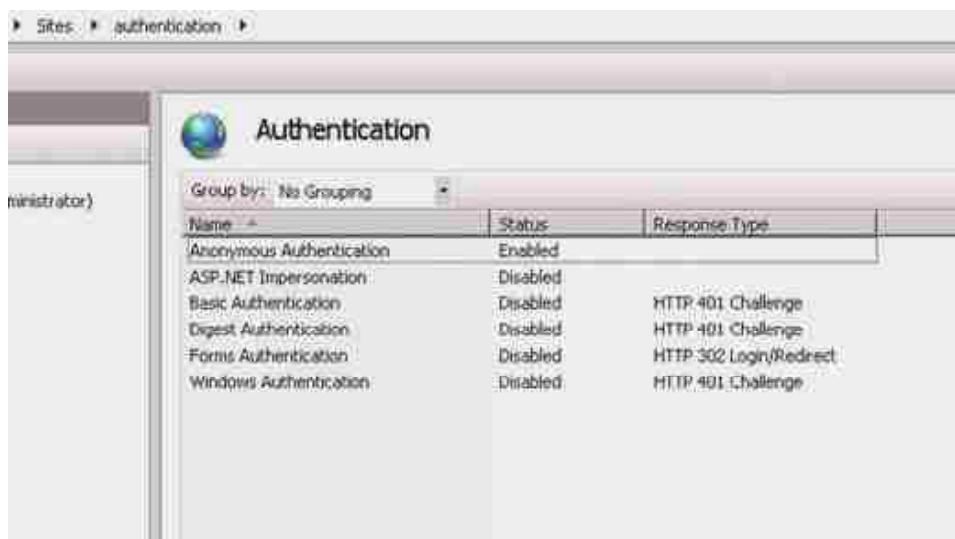 Sites authentication
Authentication
ministrator)
Group by: No Grouping
Name Status Response Type
Anonymous Authentication Enabled
ASP.NET Impersonation Disabled
Basic Authentication Disabled HTTP 401 Challenge
Digest Authentication Disabled HTTP 401 Challenge
Forms Authentication Disabled HTTP 302 Login/Redirect
Windows Authentication Disabled HTTP 401 Challenge